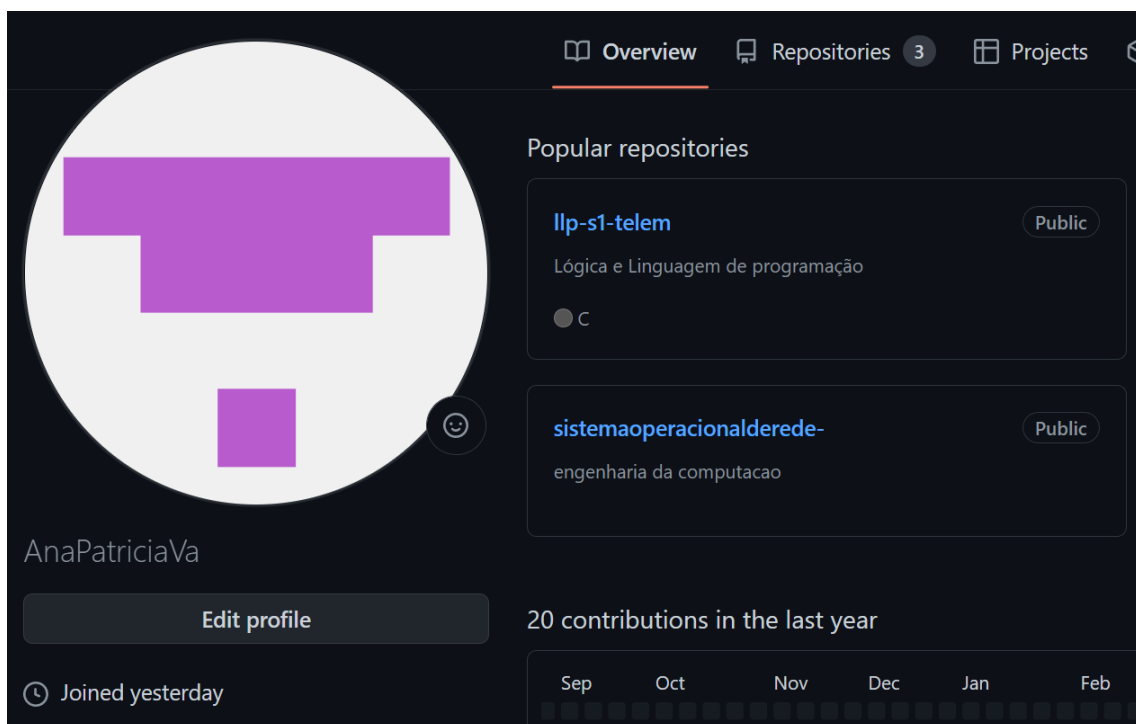 Overview
Repositories 3
Projects
Popular repositories
llp-s1-telem
Public
Lógica e Linguagem de programação
C
sistemaoperacionalderede-
Public
engenharia da computacao
AnaPatriciaVa
Edit profile
Joined yesterday
20 contributions in the last year
Sep Oct Nov Dec Jan Feb